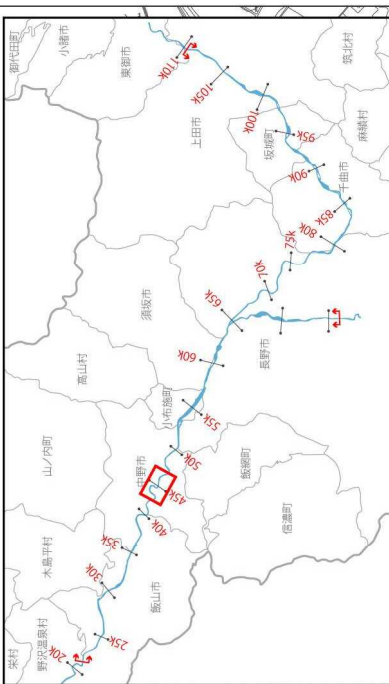 御代田町
小諸市
東御市
110k
105k
上田市
100k
筑北村
麻績村
坂城町
95k
90k
千曲市
85k
80k
75k
70k
長野市
65k
須坂市
60k
高山村
小布施町
55k
50k
飯綱町
信濃町
山ノ内町
中野市
45k
40k
木島平村
35k
飯山市
30k
25k
野沢温泉村
20k
栄村